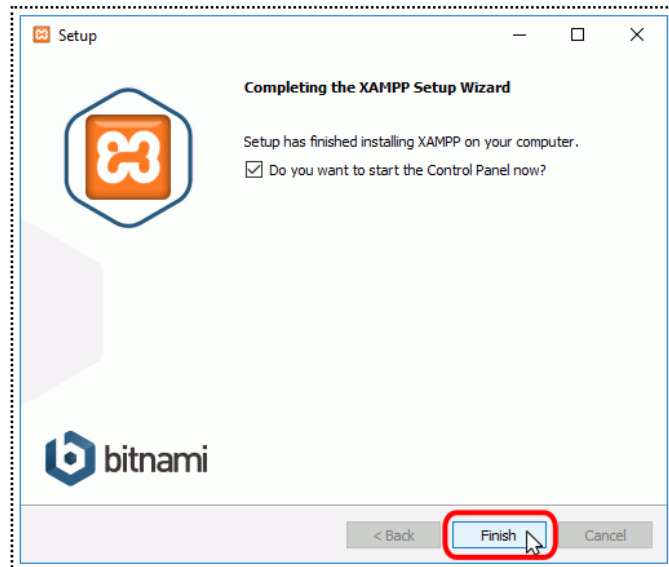 Setup
Completing the XAMPP Setup Wizard
Setup has finished installing XAMPP on your computer.
Do you want to start the Control Panel now?
bitnami
< Back
Finish
Cancel